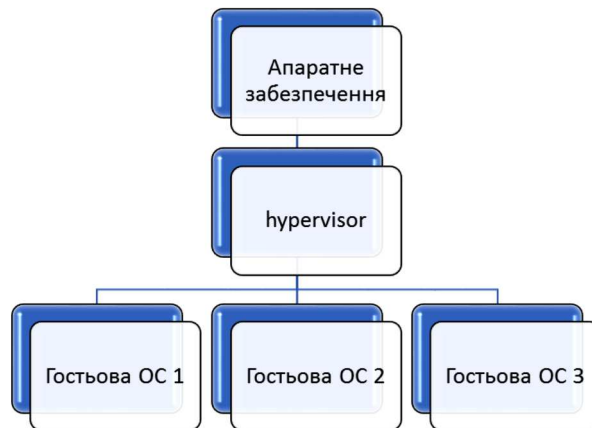 Апаратне
забезпечення
hypervisor
Гостьова ОС 1
Гостьова ОС 2
Гостьова ОС 3